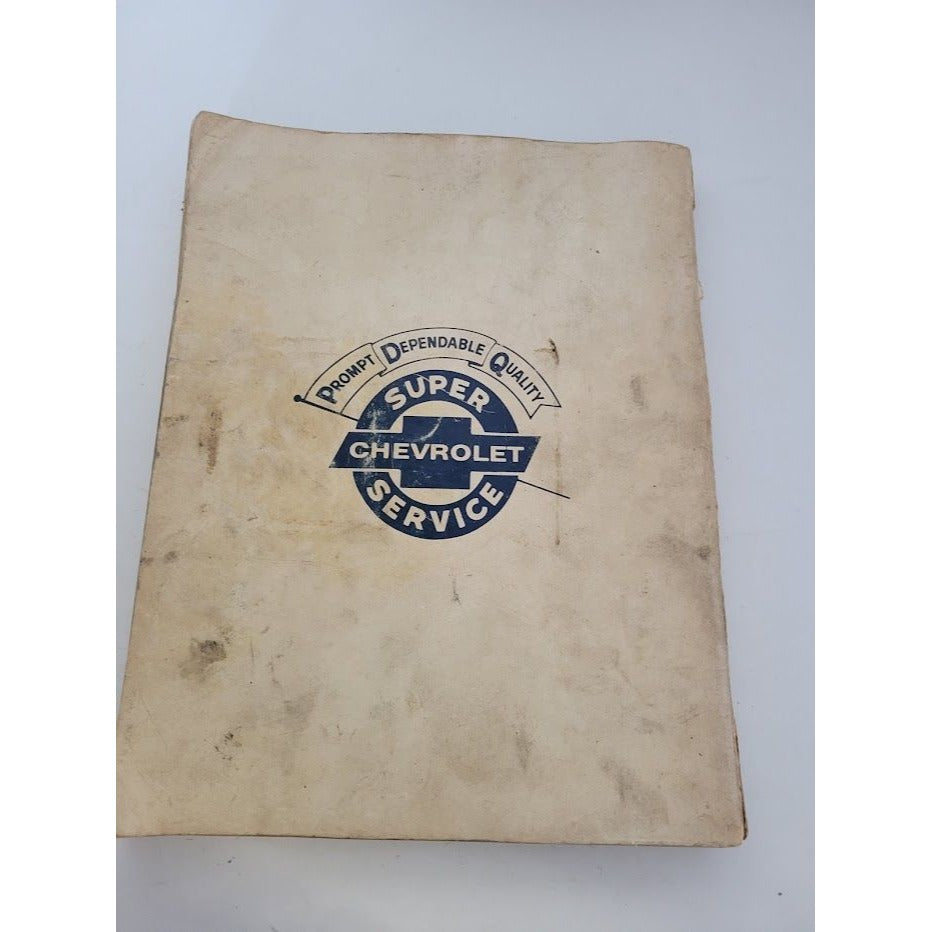 PROMPT DEPENDABLE QUALITY
SUPER
CHEVROLET
SERVICE